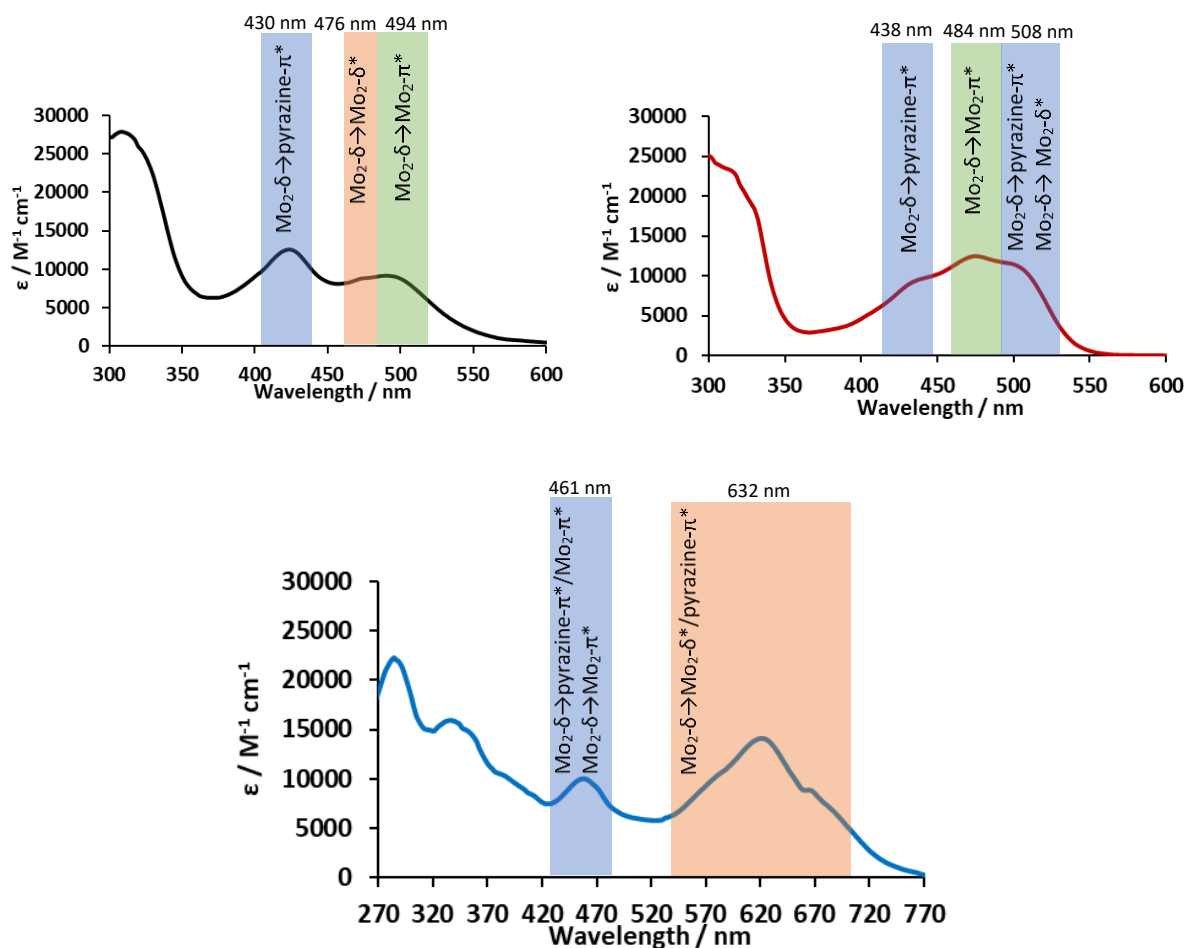 430 nm 476 nm 494 nm
Mo₂-δ→pyrazine-π*
Mo₂-δ→Mo₂-δ*
Mo₂-δ→Mo₂-π*
30000
25000
20000
15000
10000
5000
0
ε / M⁻¹ cm⁻¹
300 350 400 450 500 550 600
Wavelength / nm
438 nm 484 nm 508 nm
Mo₂-δ→pyrazine-π*
Mo₂-δ→Mo₂-π*
Mo₂-δ→pyrazine-π*
Mo₂-δ→ Mo₂-δ*
30000
25000
20000
15000
10000
5000
0
ε / M⁻¹ cm⁻¹
300 350 400 450 500 550 600
Wavelength / nm
461 nm 632 nm
Mo₂-δ→pyrazine-π*/Mo₂-π*
Mo₂-δ→Mo₂-π*
Mo₂-δ→Mo₂-δ*/pyrazine-π*
30000
25000
20000
15000
10000
5000
0
ε / M⁻¹ cm⁻¹
270 320 370 420 470 520 570 620 670 720 770
Wavelength / nm